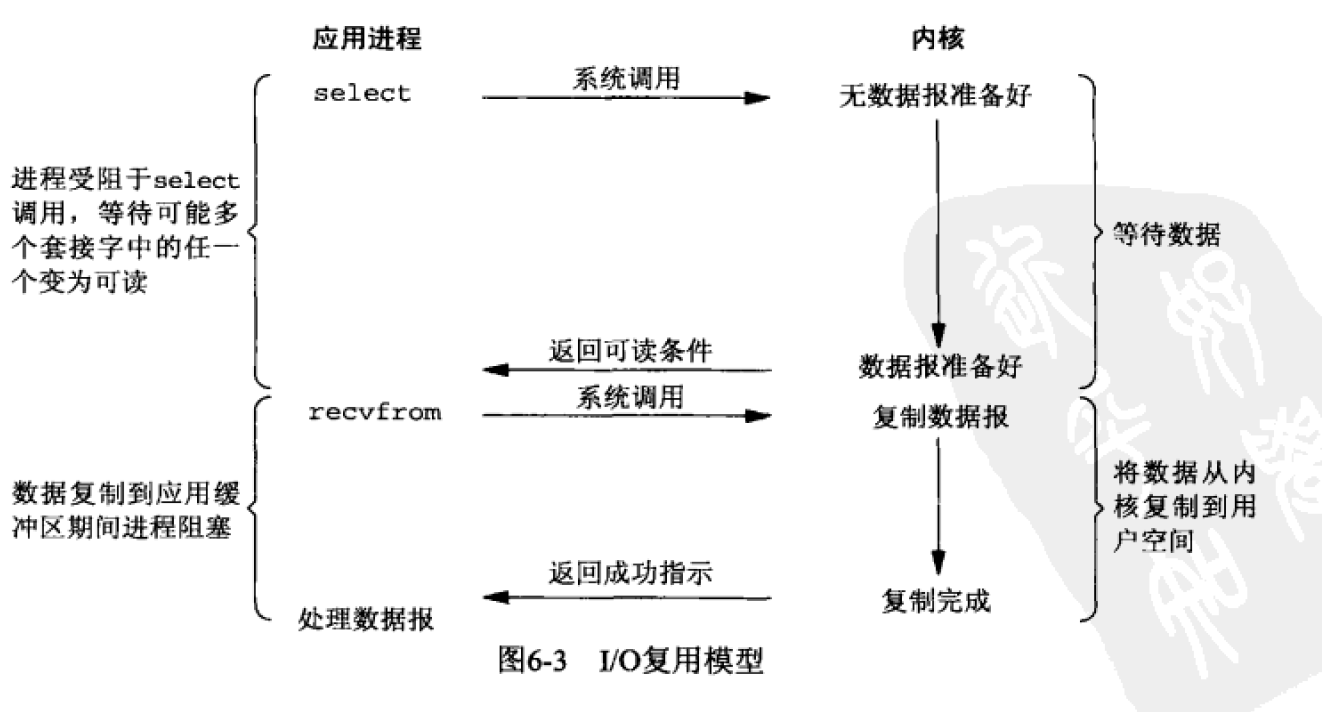 应用进程
内核
select
系统调用
无数据报准备好
进程受阻于select
调用，等待可能多
个套接字中的任一
个变为可读
等待数据
返回可读条件
数据报准备好
recvfrom
系统调用
复制数据报
数据复制到应用缓
冲区期间进程阻塞
将数据从内
核复制到用
户空间
返回成功指示
复制完成
处理数据报
图6-3 I/O复用模型